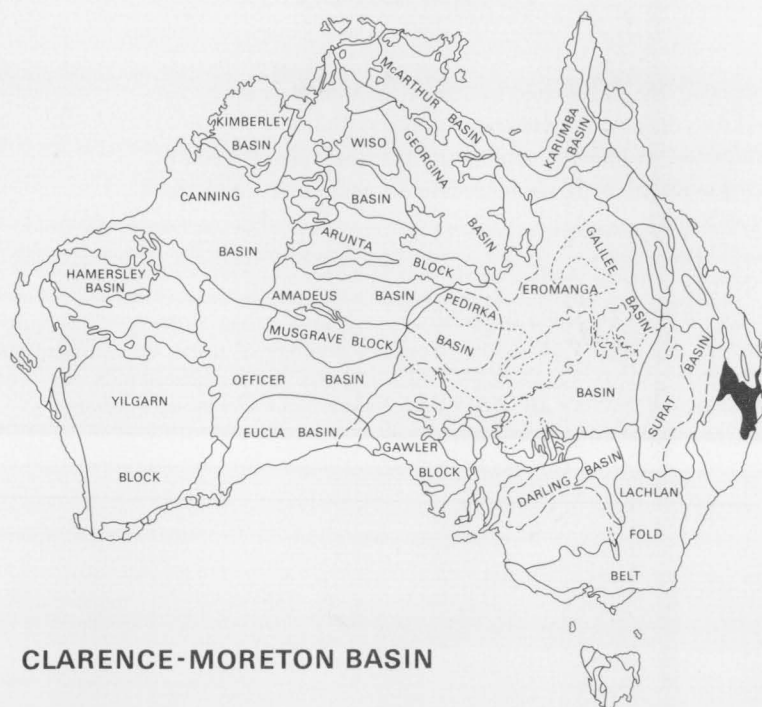 McARTHUR BASIN
KIMBERLEY
BASIN
KARUMBA
BASIN
WISO
BASIN
GEORGINA
BASIN
CANNING
BASIN
ARUNTA
BLOCK
GALILEE
BASIN
HAMERSLEY
BASIN
EROMANGA
BASIN
AMADEUS BASIN
PEDIRKA
BASIN
MUSGRAVE BLOCK
OFFICER BASIN
YILGARN
BLOCK
SURAT
BASIN
EUCLA BASIN
GAWLER
BLOCK
DARLING BASIN
LACHLAN
FOLD
BELT
CLARENCE-MORETON BASIN